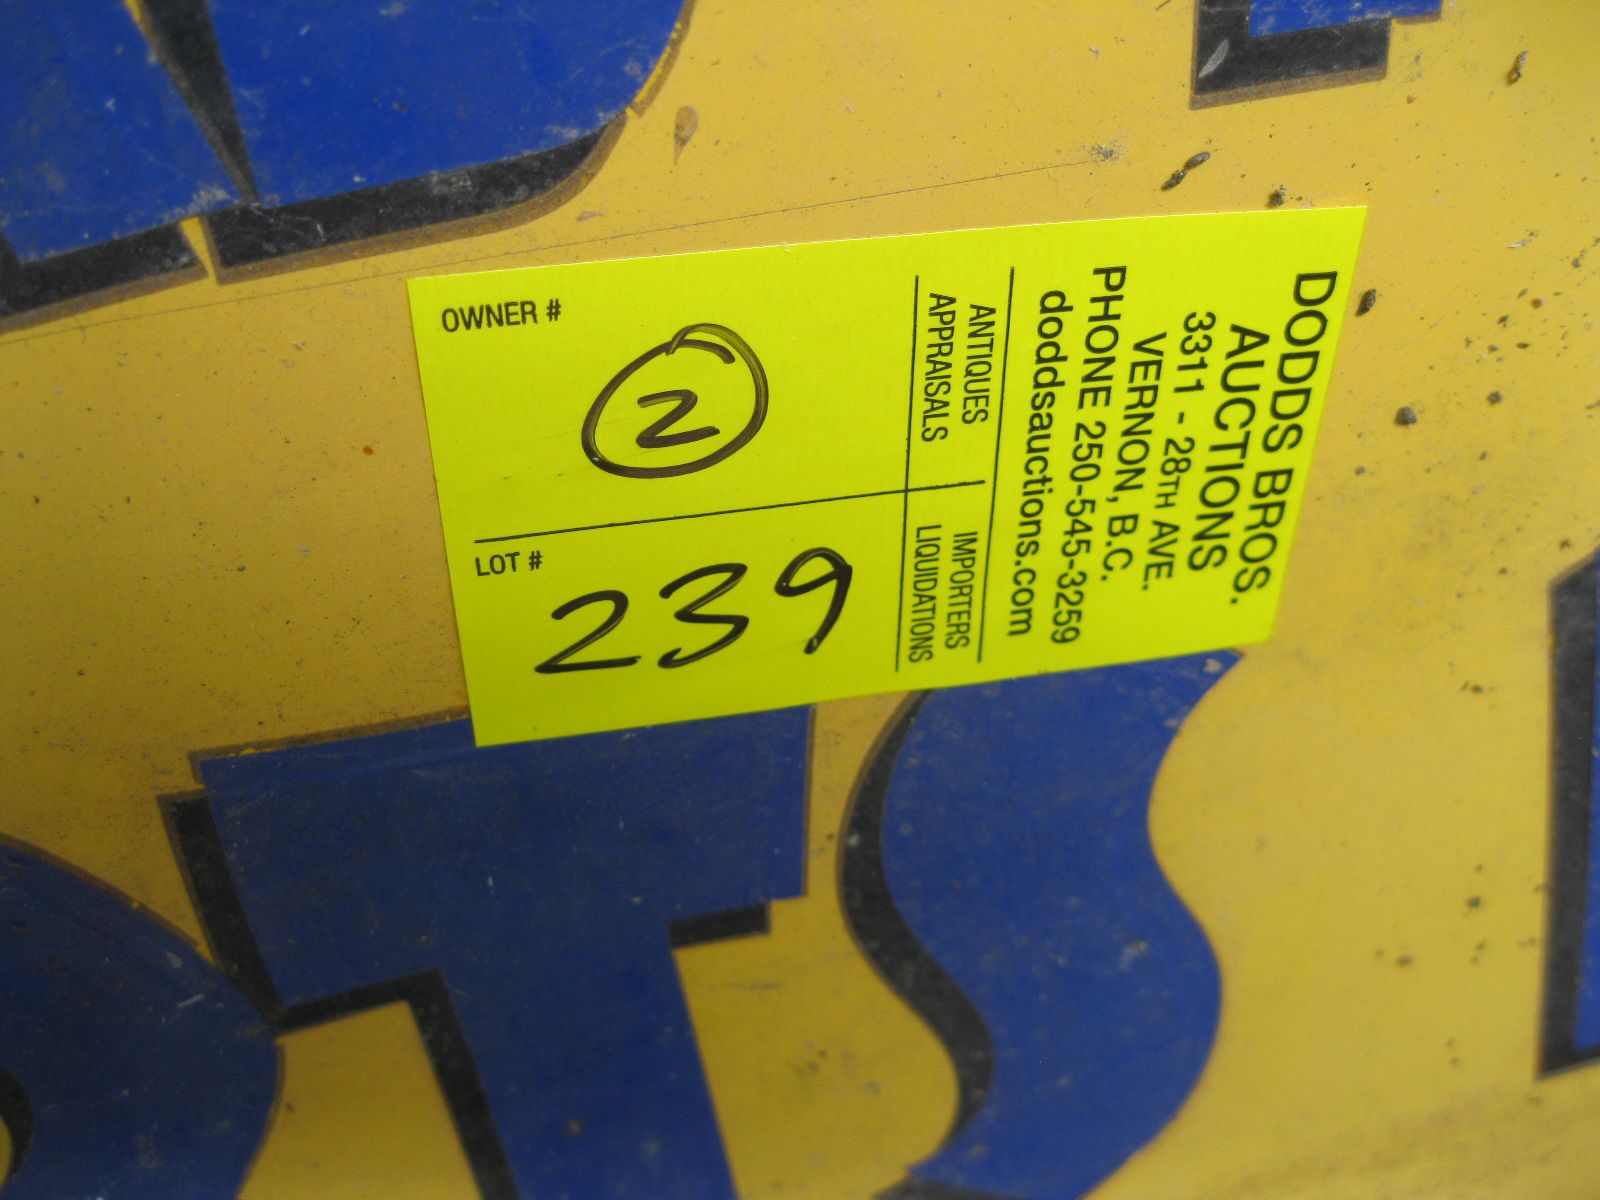 DODDS BROS.
AUCTIONS
3311 - 28TH AVE.
VERNON, B.C.
PHONE 250-545-3259
doddsauctions.com
ANTIQUES
APPRAISALS
IMPORTERS
LIQUIDATIONS
OWNER #
2
LOT #
239
TS